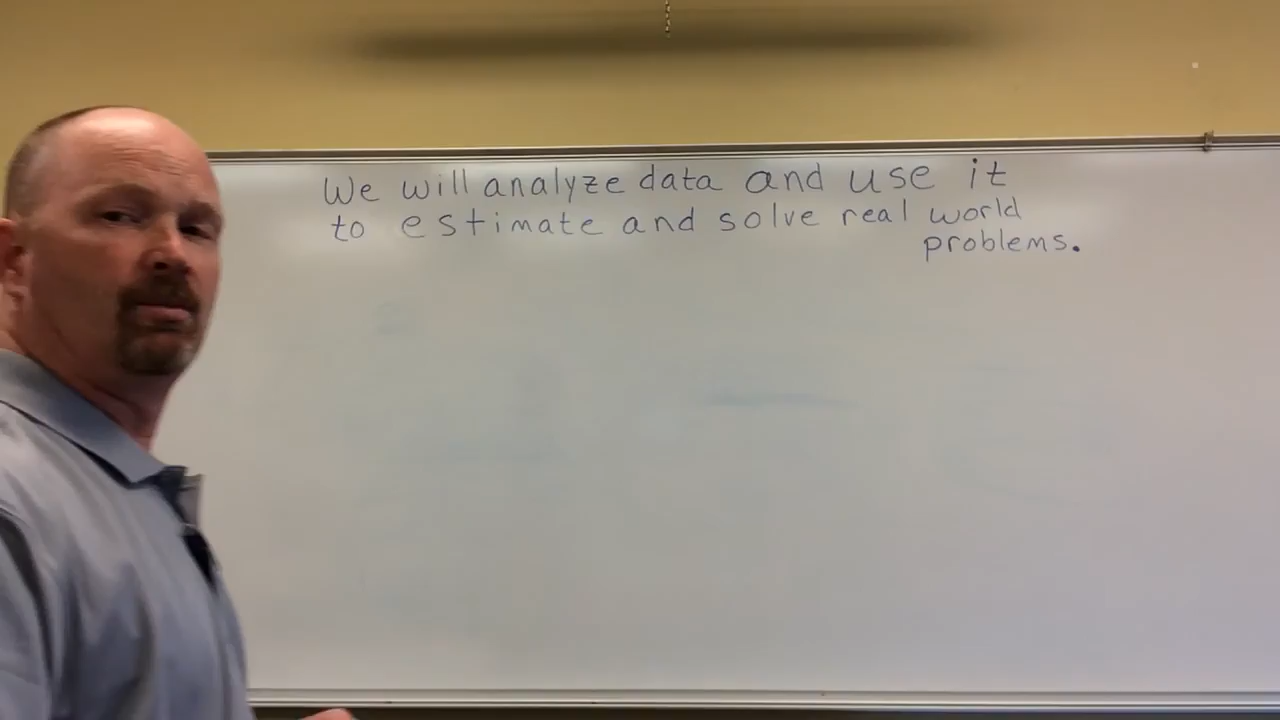 We will analyze data and use it
to estimate and solve real world
problems.